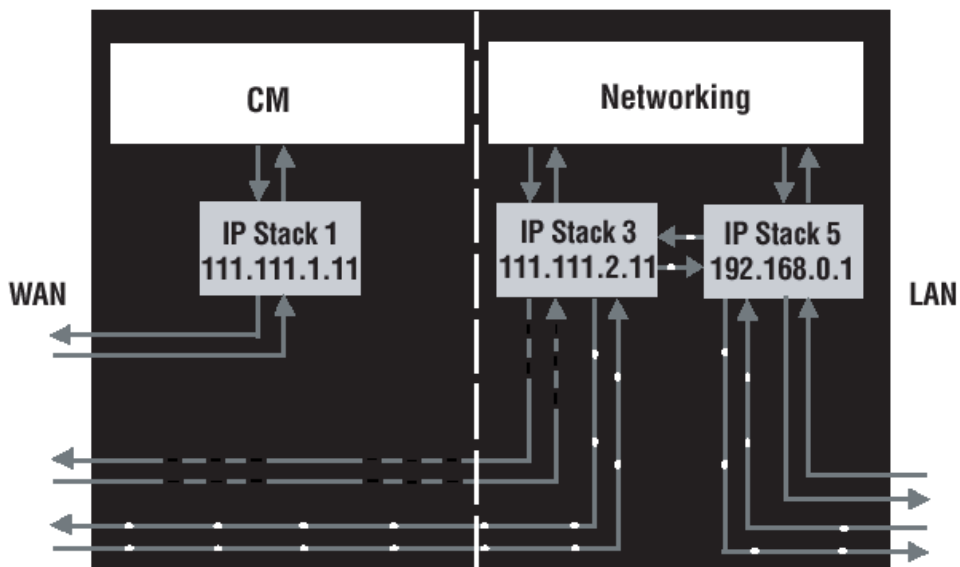 CM
Networking
IP Stack 1
111.111.1.11
IP Stack 3
111.111.2.11
IP Stack 5
192.168.0.1
WAN
LAN